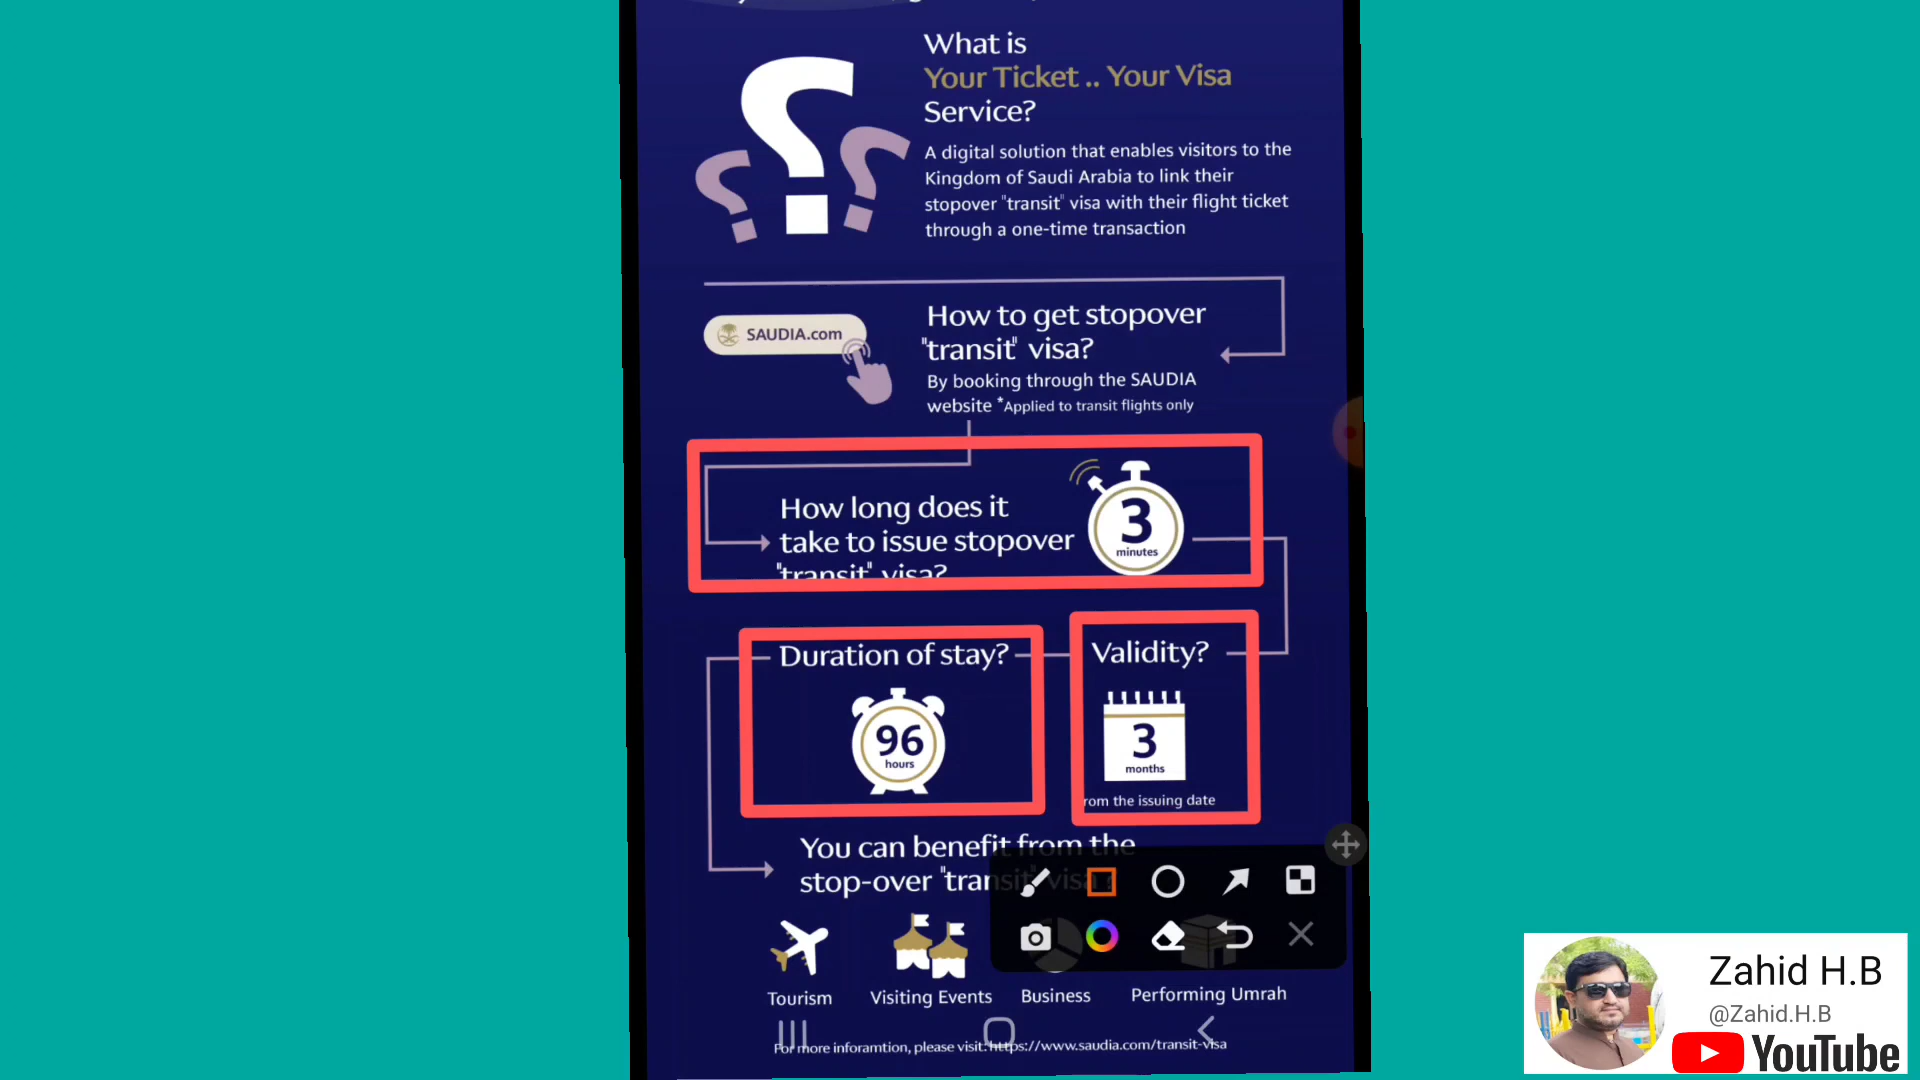 What is
Your Ticket .. Your Visa
Service?
A digital solution that enables visitors to the
Kingdom of Saudi Arabia to link their
stopover "transit" visa with their flight ticket
through a one-time transaction
SAUDIA.com
How to get stopover
"transit" visa?
By booking through the SAUDIA
website *Applied to transit flights only
How long does it
take to issue stopover
"transit" visa?
3
minutes
Duration of stay?
96
hours
Validity?
3
months
rom the issuing date
You can benefit from the
stop-over "transit" visa
Tourism
Visiting Events
Business
Performing Umrah
For more inforamtion, please visit: https://www.saudia.com/transit-visa
Zahid H.B
@Zahid.H.B
YouTube